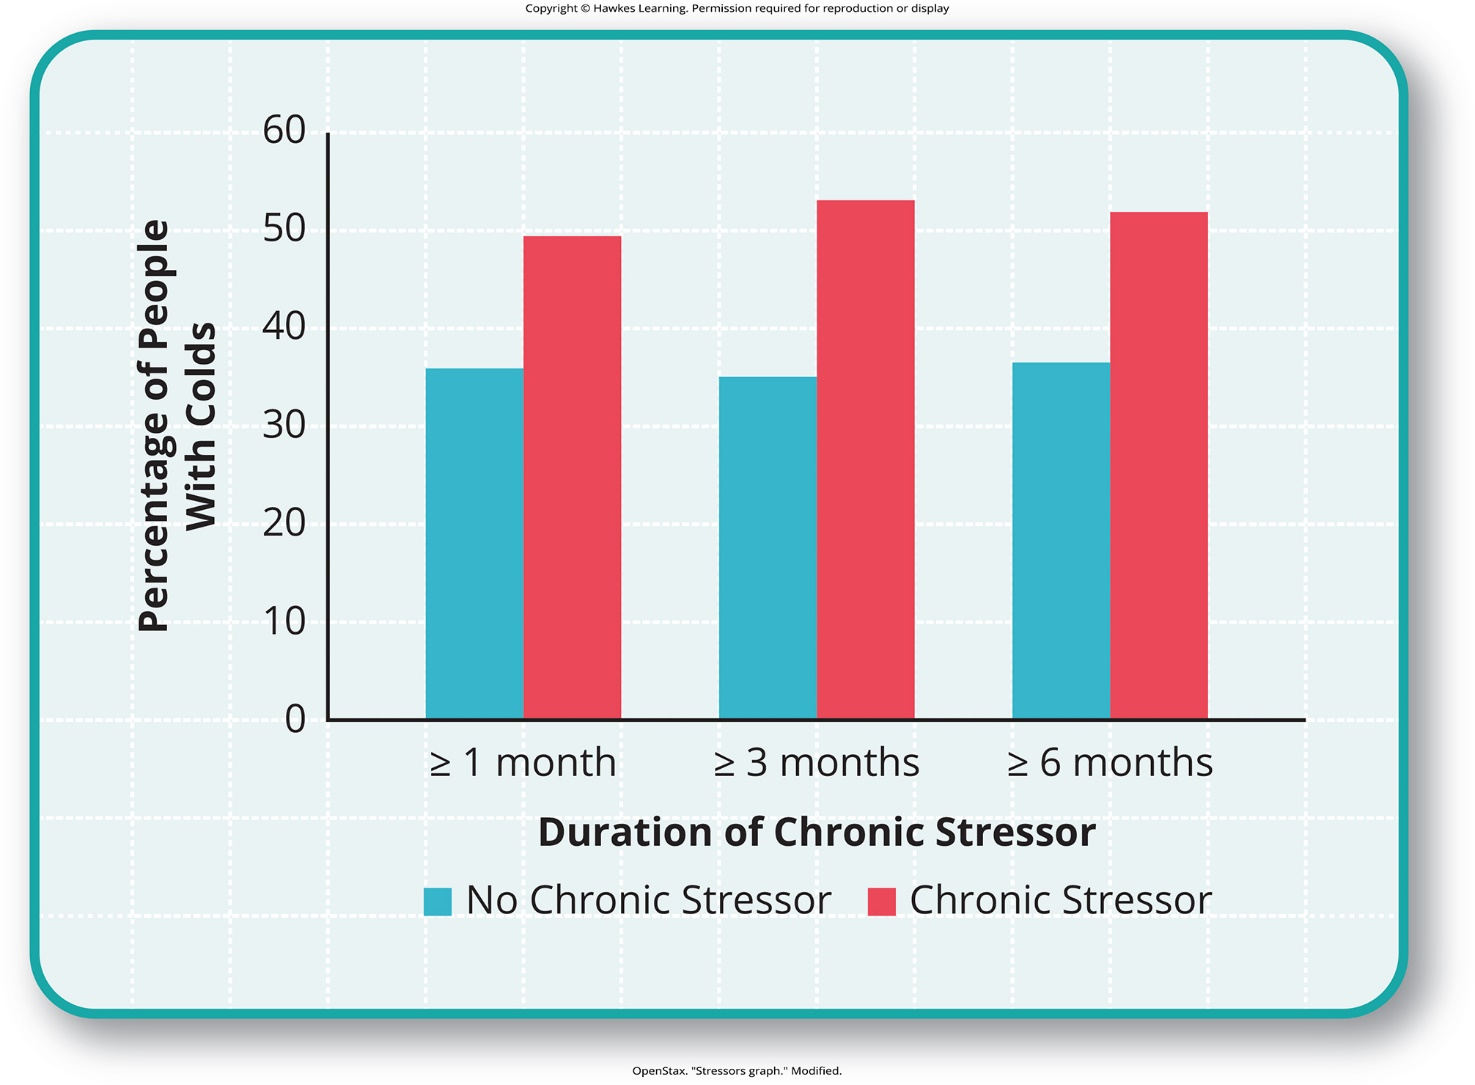 Copyright © Hawkes Learning. Permission required for reproduction or display
Percentage of People
With Colds
60
50
40
30
20
10
0
≥ 1 month
≥ 3 months
≥ 6 months
Duration of Chronic Stressor
No Chronic Stressor
Chronic Stressor
OpenStax. "Stressors graph." Modified.